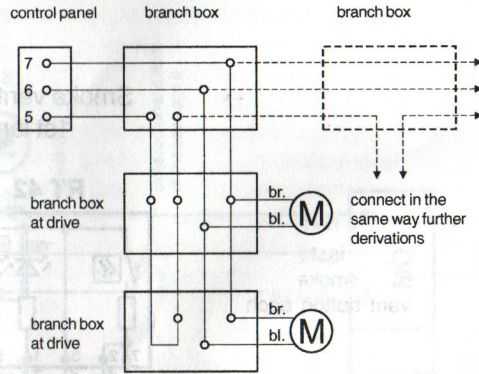 control panel
branch box
branch box
7
6
5
branch box
at drive
br.
bl.
M
connect in the
same way further
derivations
branch box
at drive
br.
bl.
M